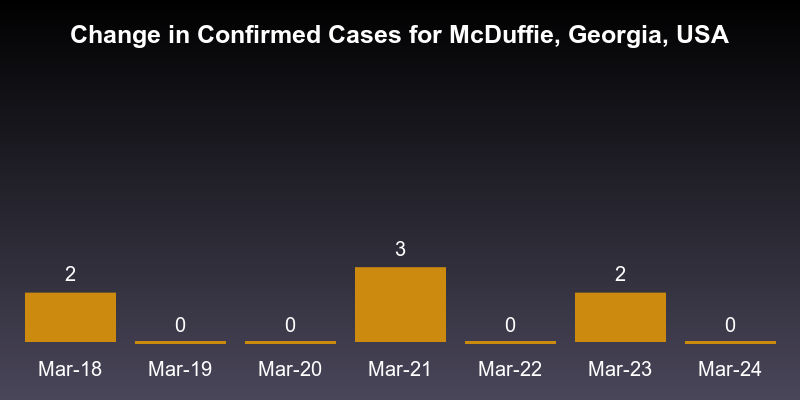 Change in Confirmed Cases for McDuffie, Georgia, USA
3
2
2
0
0
0
0
Mar-18
Mar-19
Mar-20
Mar-21
Mar-22
Mar-23
Mar-24